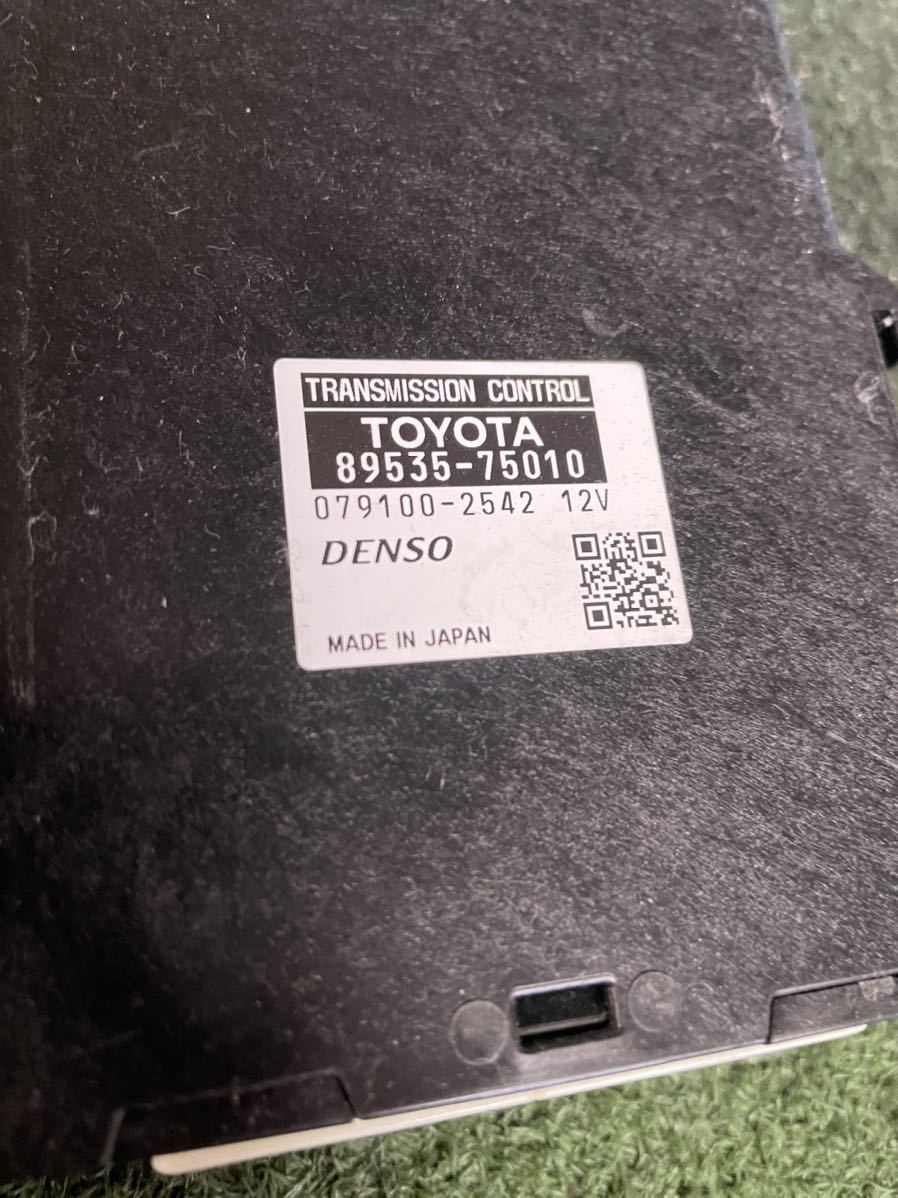 TRANSMISSION CONTROL
TOYOTA
89535-75010
079100-2542 12V
DENSO
MADE IN JAPAN